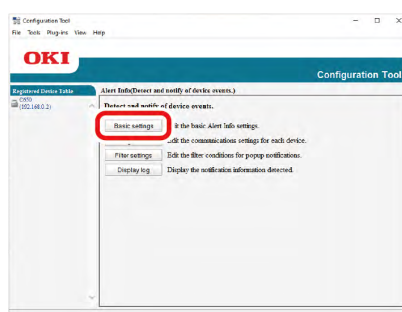 Configuration Tool
File Tools Plug-ins View Help
OKI
Configuration Tool
Registered Device Table
C650
(192.168.0.2)
Alert Info(Detect and notify of device events.)
Detect and notify of device events.
Basic settings
Edit the basic Alert Info settings.
Edit the communications settings for each device.
Filter settings
Edit the filter conditions for popup notifications.
Display log
Display the notification information detected.